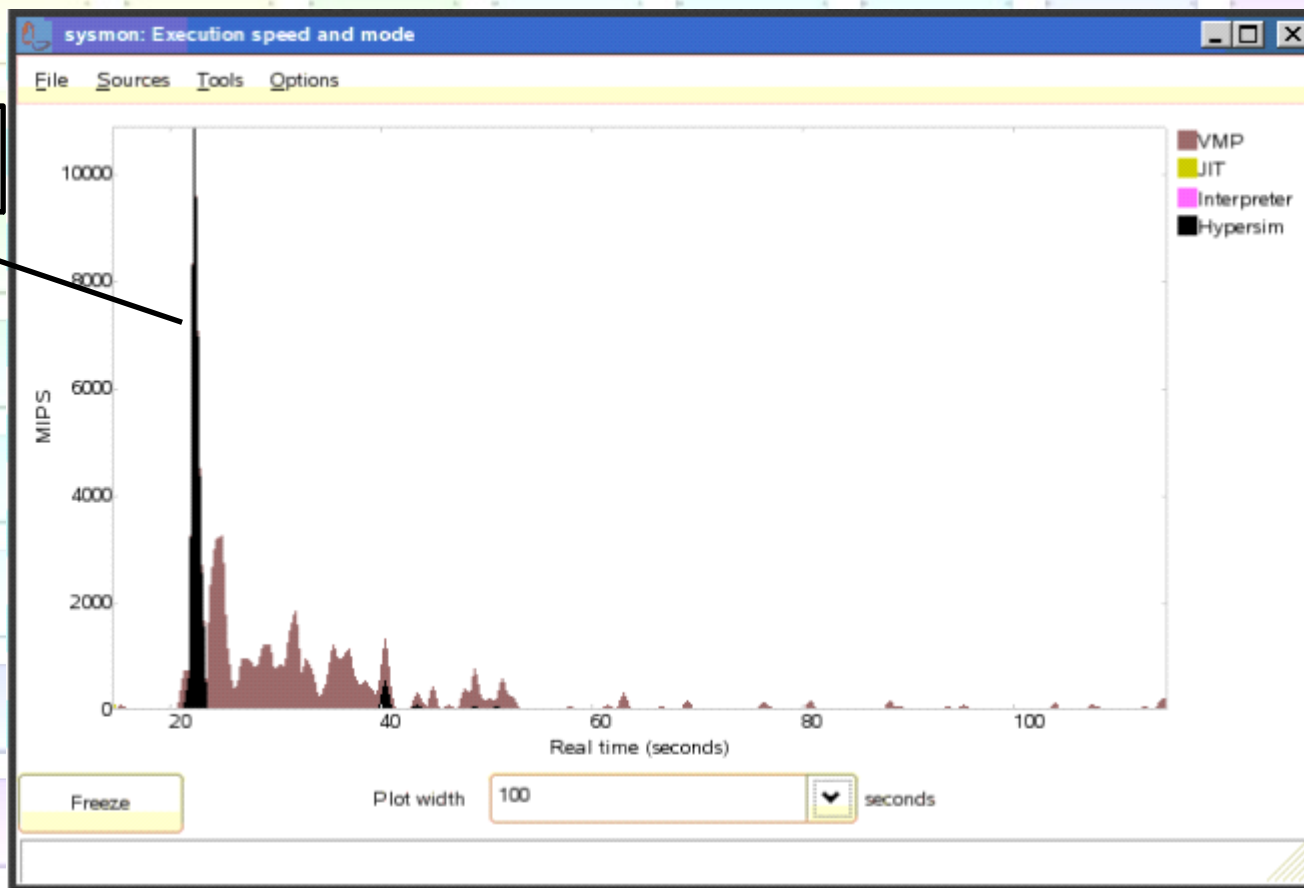 sysmon: Execution speed and mode
File Sources Tools Options
VMP
JIT
Interpreter
Hypersim
10000
8000
6000
4000
2000
0
MIPS
20 40 60 80 100
Real time (seconds)
Freeze Plot width 100 seconds